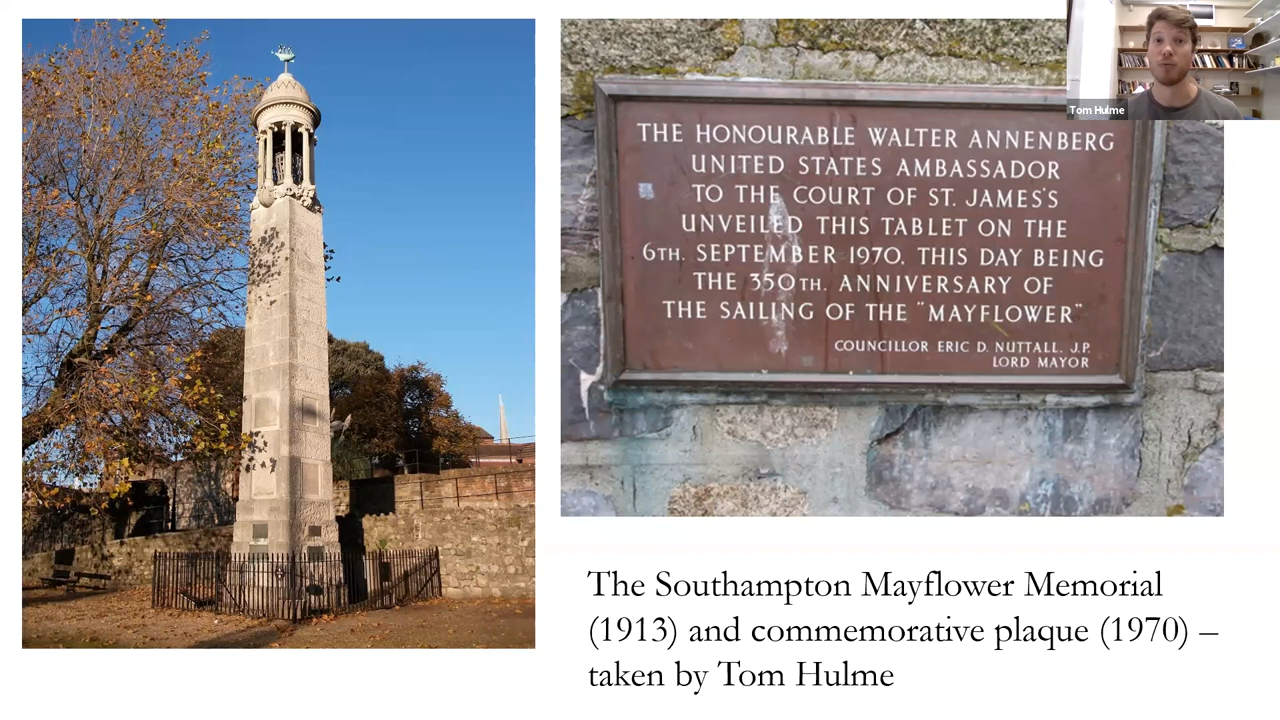 Tom Hulme
THE HONOURABLE WALTER ANNENBERG
UNITED STATES AMBASSADOR
TO THE COURT OF ST. JAMES'S
UNVEILED THIS TABLET ON THE
6TH. SEPTEMBER 1970, THIS DAY BEING
THE 350TH. ANNIVERSARY OF
THE SAILING OF THE "MAYFLOWER"
COUNCILLOR ERIC D. NUTTALL, J.P.
LORD MAYOR
The Southampton Mayflower Memorial
(1913) and commemorative plaque (1970) –
taken by Tom Hulme